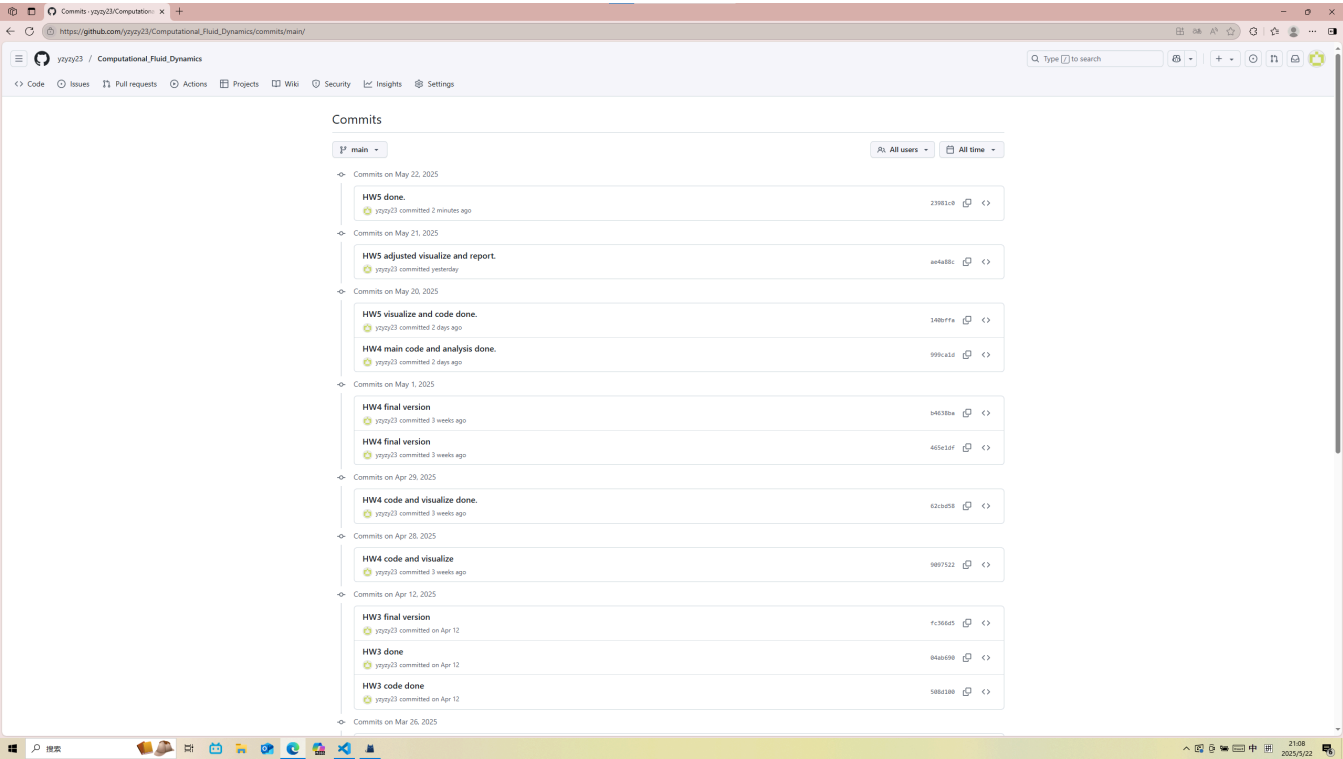 Commits · yzyzy23/Computationa
https://github.com/yzyzy23/Computational_Fluid_Dynamics/commits/main/
yzyzy23 / Computational_Fluid_Dynamics
Type / to search
Code Issues Pull requests Actions Projects Wiki Security Insights Settings
Commits
main
All users All time
Commits on May 22, 2025
HW5 done.
yzyzy23 committed 2 minutes ago
23981c0
Commits on May 21, 2025
HW5 adjusted visualize and report.
yzyzy23 committed yesterday
ae4a88c
Commits on May 20, 2025
HW5 visualize and code done.
yzyzy23 committed 2 days ago
140bffe
HW4 main code and analysis done.
yzyzy23 committed 2 days ago
999ca1d
Commits on May 1, 2025
HW4 final version
yzyzy23 committed 3 weeks ago
b4638be
HW4 final version
yzyzy23 committed 3 weeks ago
465e1df
Commits on Apr 29, 2025
HW4 code and visualize done.
yzyzy23 committed 3 weeks ago
62cbd58
Commits on Apr 28, 2025
HW4 code and visualize
yzyzy23 committed 3 weeks ago
9097522
Commits on Apr 12, 2025
HW3 final version
yzyzy23 committed on Apr 12
fc366d5
HW3 done
yzyzy23 committed on Apr 12
04ab690
HW3 code done
yzyzy23 committed on Apr 12
508d100
Commits on Mar 26, 2025
搜索
中
拼
21:08
2025/5/22